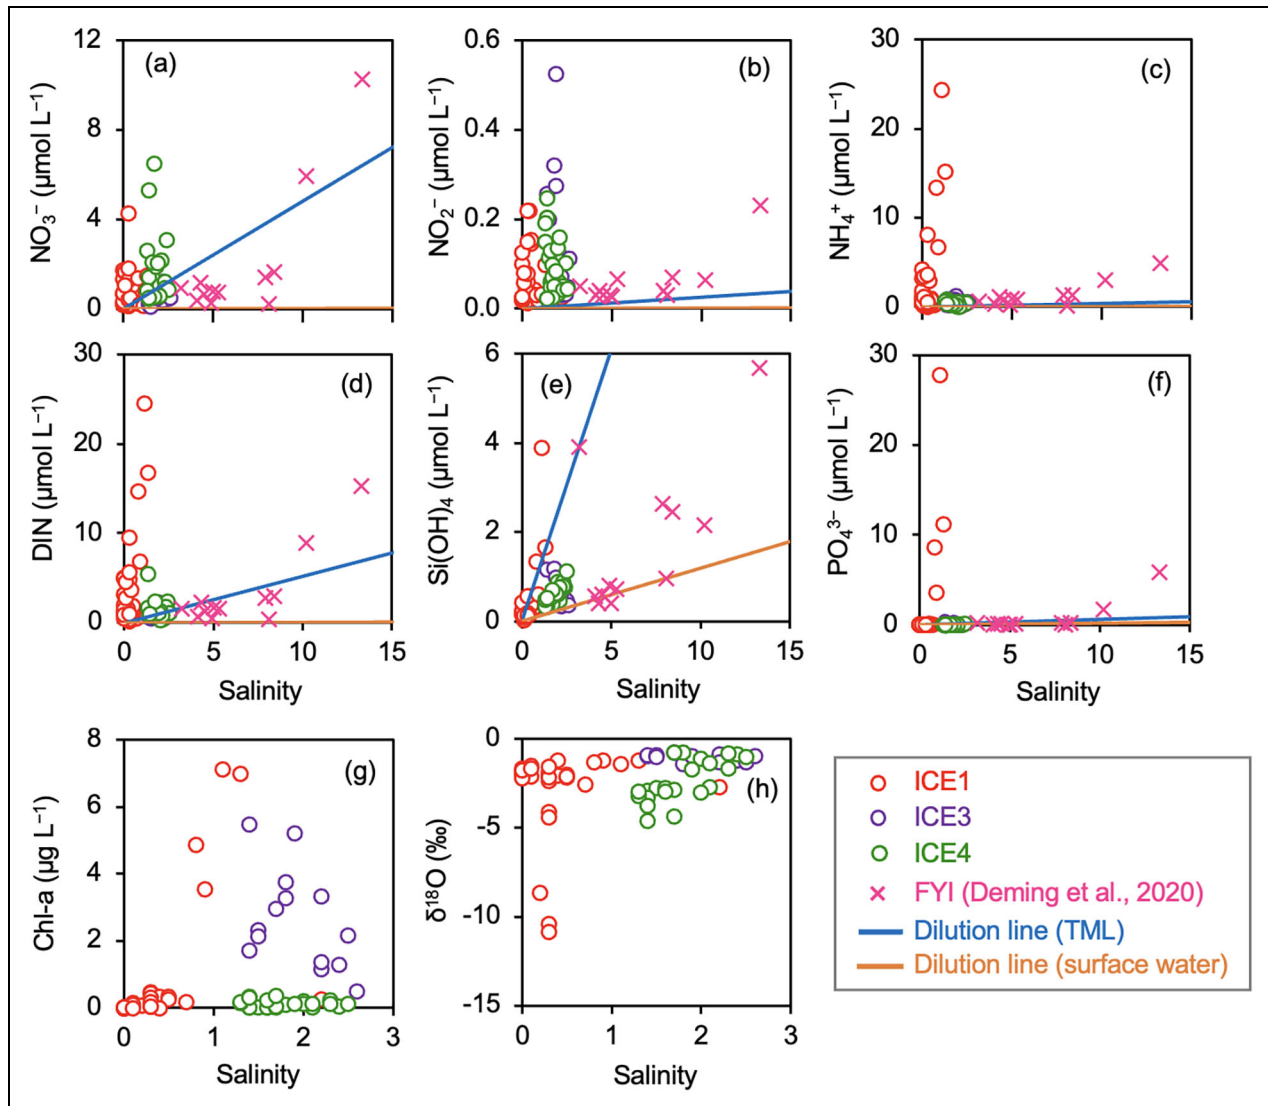 (a)
NO₃⁻ (µmol L⁻¹)
12
8
4
0
(b)
NO₂⁻ (µmol L⁻¹)
0.6
0.4
0.2
0.0
(c)
NH₄⁺ (µmol L⁻¹)
30
20
10
0
(d)
DIN (µmol L⁻¹)
30
20
10
0
0 5 10 15
Salinity
(e)
Si(OH)₄ (µmol L⁻¹)
6
4
2
0
0 5 10 15
Salinity
(f)
PO₄³⁻ (µmol L⁻¹)
30
20
10
0
0 5 10 15
Salinity
(g)
Chl-a (µg L⁻¹)
8
6
4
2
0
0 1 2 3
Salinity
(h)
δ¹⁸O (‰)
0
-5
-10
-15
0 1 2 3
Salinity
ICE1
ICE3
ICE4
FYI (Deming et al., 2020)
Dilution line (TML)
Dilution line (surface water)